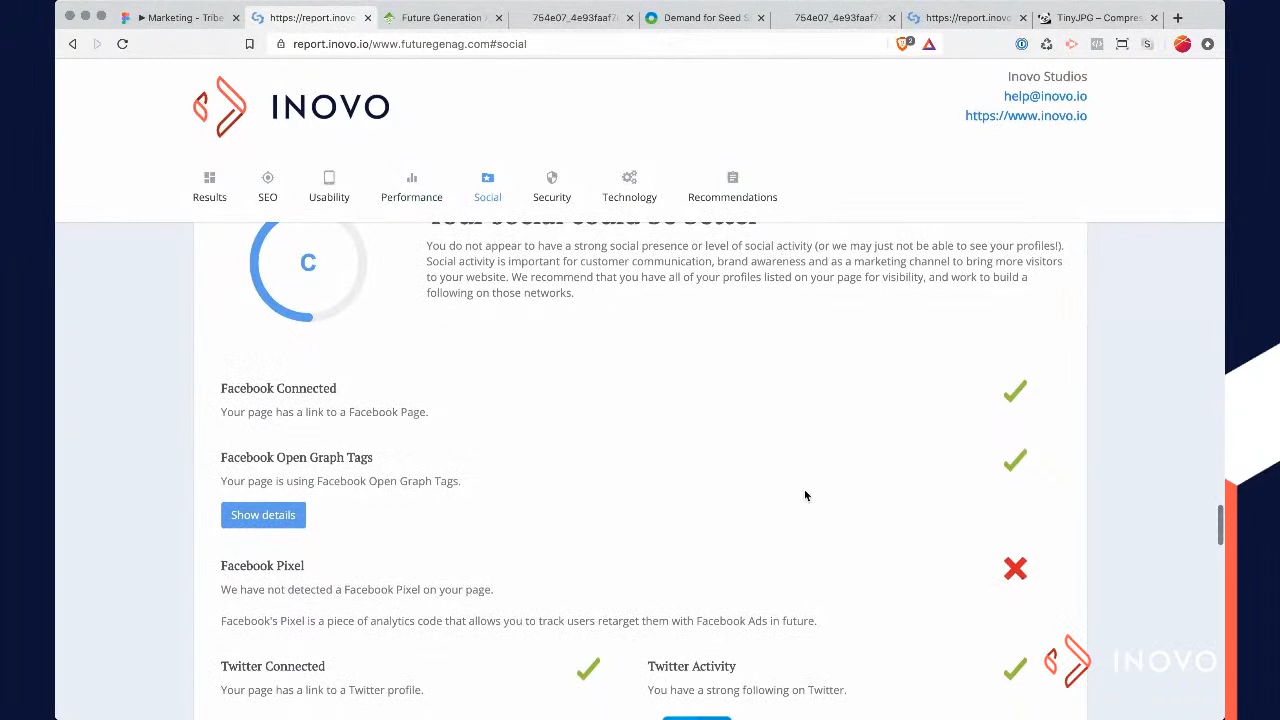 ▶ Marketing - Tribe
https://report.inovo
Future Generation A
754e07_4e93faaf7
Demand for Seed S
754e07_4e93faaf7
https://report.inovo
TinyJPG – Compres
report.inovo.io/www.futuregenag.com#social
2
INOVO
Inovo Studios
help@inovo.io
https://www.inovo.io
Results
SEO
Usability
Performance
Social
Security
Technology
Recommendations
Your social could be better
C
You do not appear to have a strong social presence or level of social activity (or we may just not be able to see your profiles!).
Social activity is important for customer communication, brand awareness and as a marketing channel to bring more visitors
to your website. We recommend that you have all of your profiles listed on your page for visibility, and work to build a
following on those networks.
Facebook Connected
Your page has a link to a Facebook Page.
Facebook Open Graph Tags
Your page is using Facebook Open Graph Tags.
Show details
Facebook Pixel
We have not detected a Facebook Pixel on your page.
Facebook's Pixel is a piece of analytics code that allows you to track users retarget them with Facebook Ads in future.
Twitter Connected
Your page has a link to a Twitter profile.
Twitter Activity
You have a strong following on Twitter.
INOVO